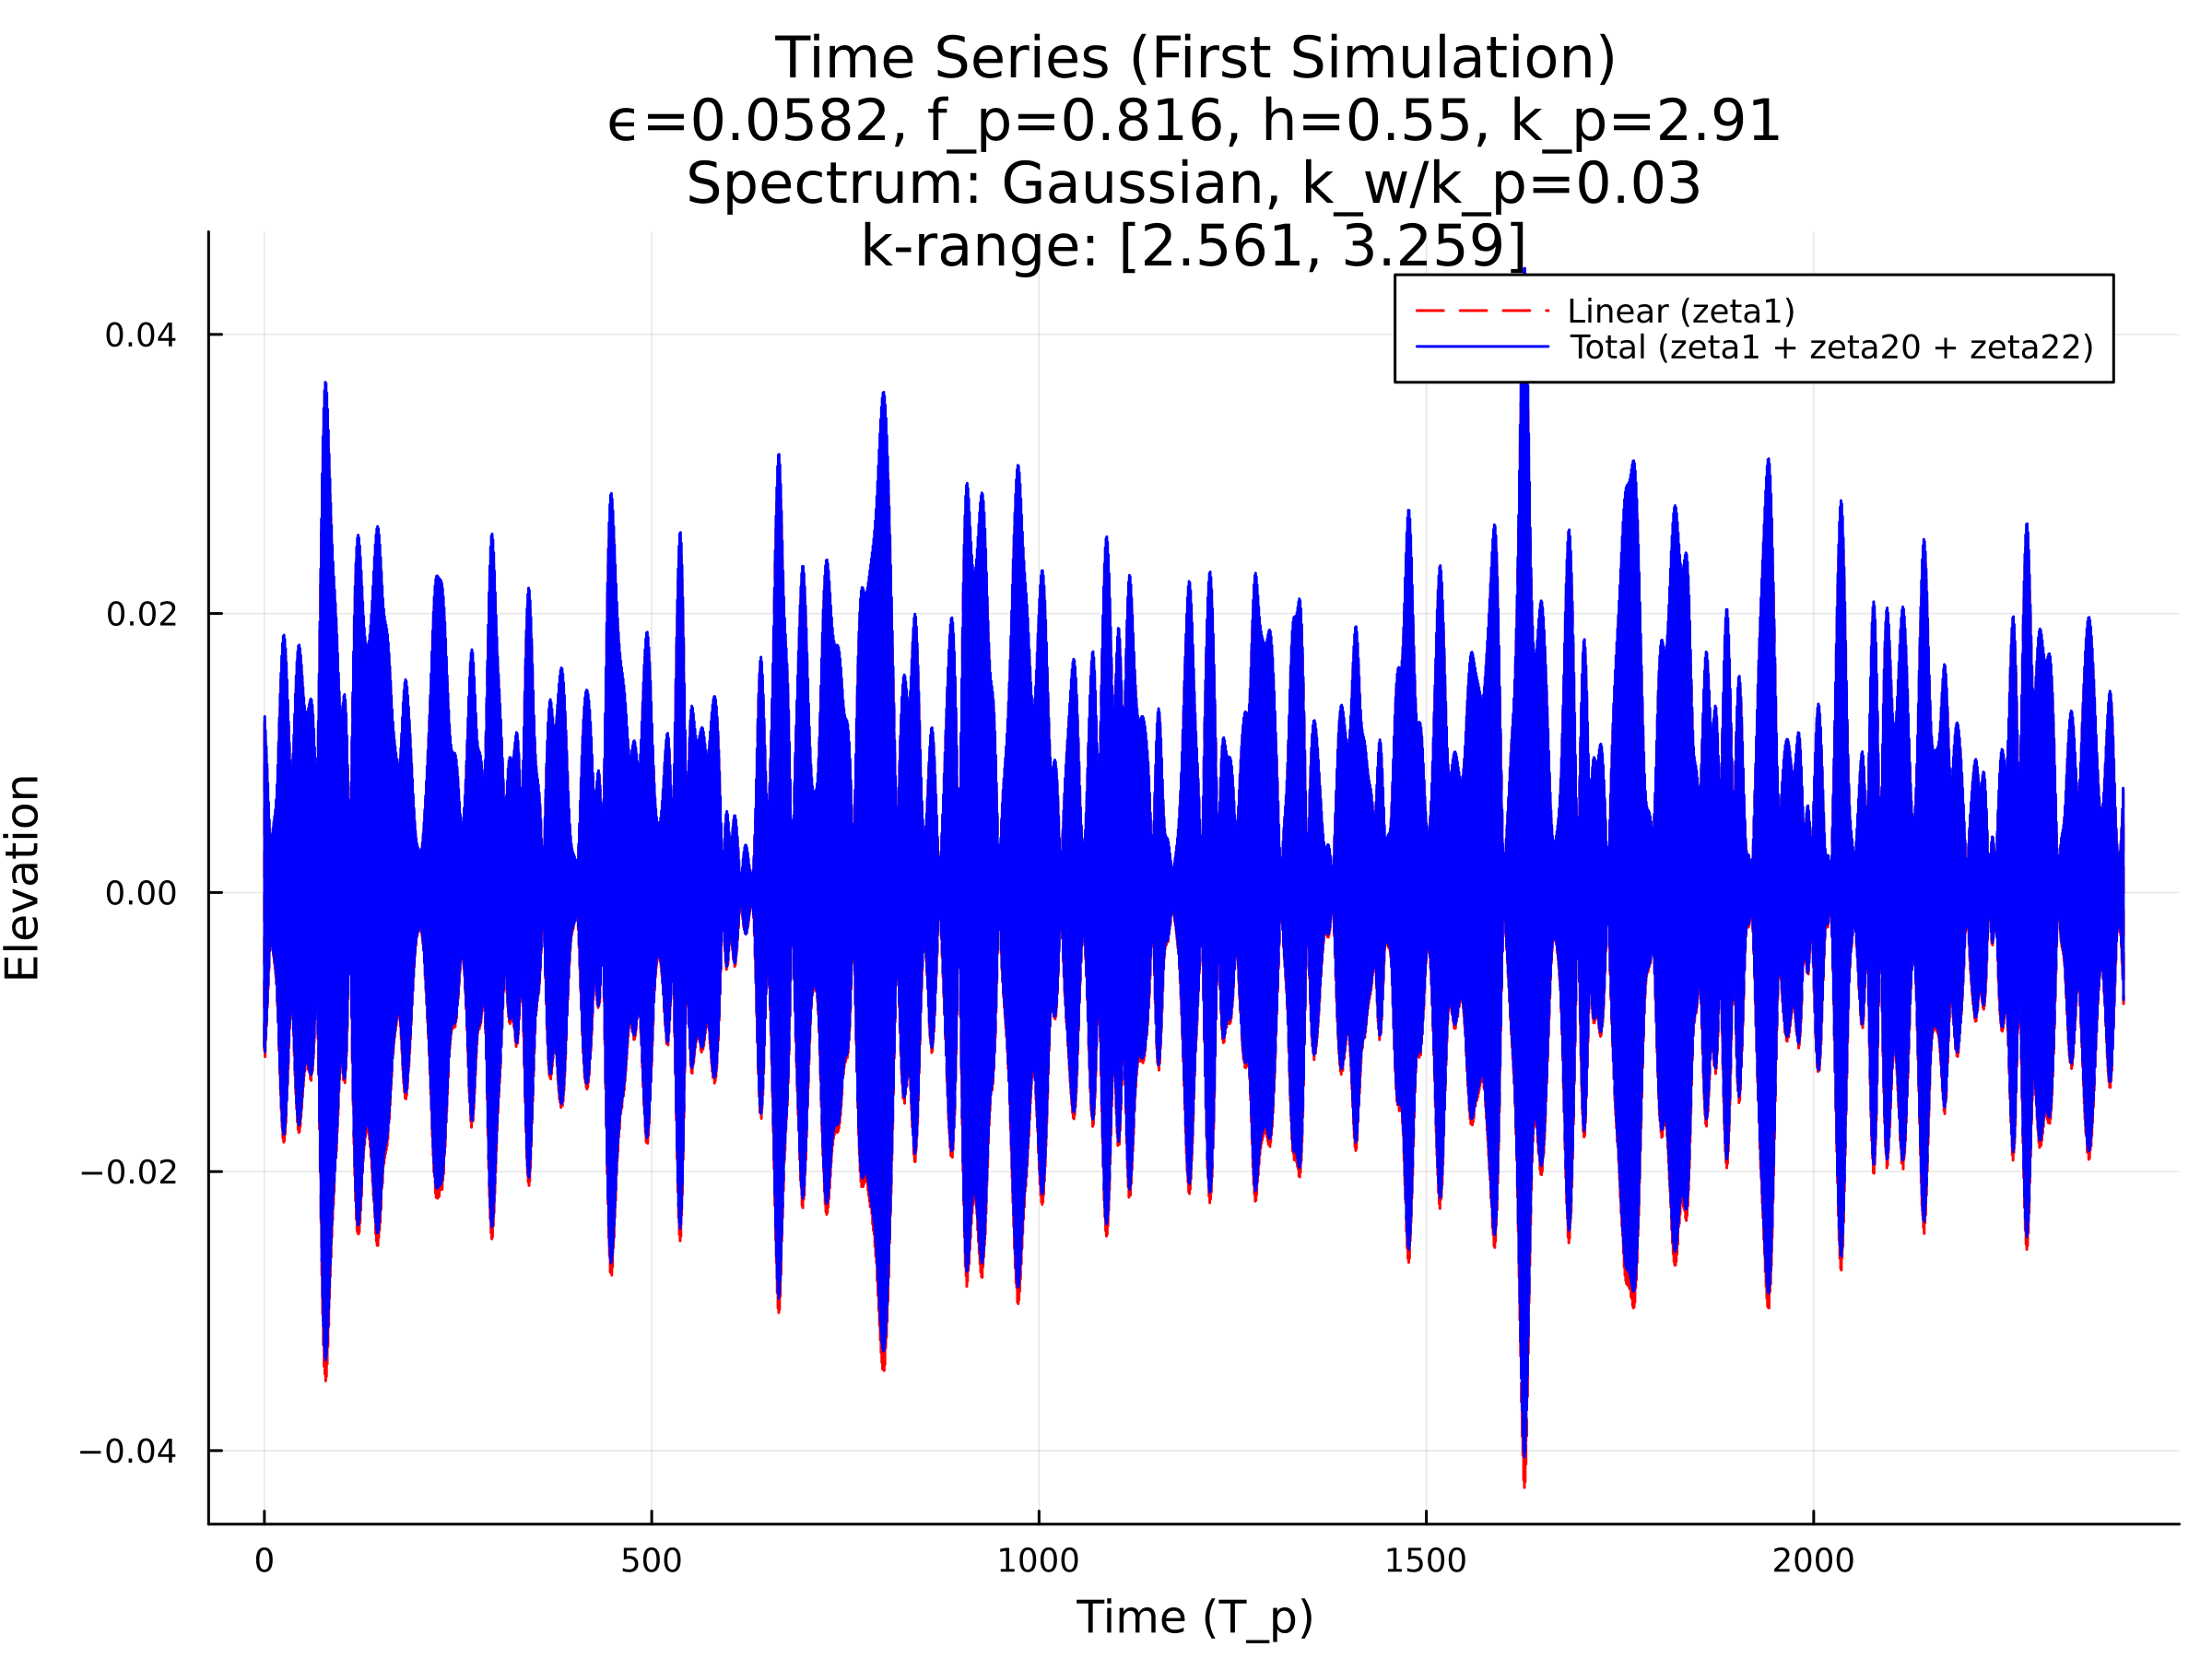 Time Series (First Simulation)
ϵ=0.0582, f_p=0.816, h=0.55, k_p=2.91
Spectrum: Gaussian, k_w/k_p=0.03
k-range: [2.561, 3.259]
Linear (zeta1)
Total (zeta1 + zeta20 + zeta22)
Elevation
0.04
0.02
0.00
−0.02
−0.04
0 500 1000 1500 2000
Time (T_p)